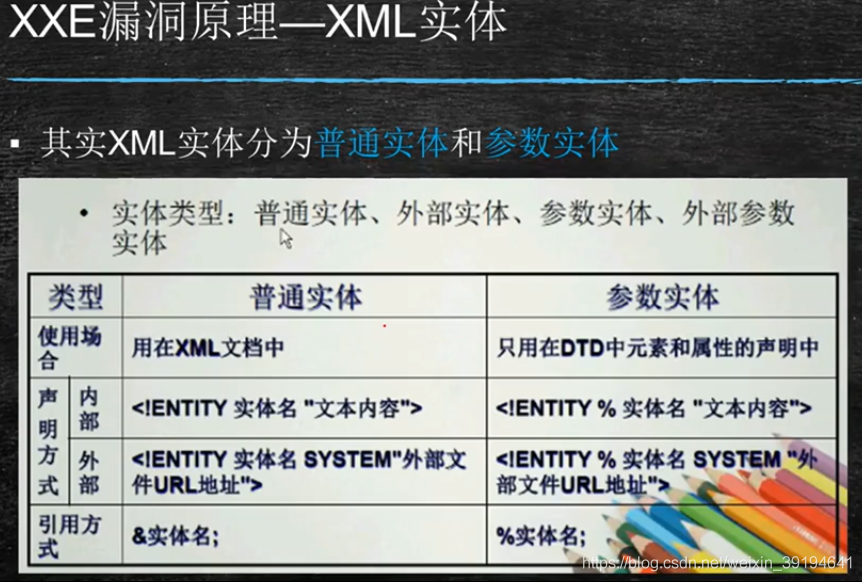 XXE漏洞原理—XML实体
▪ 其实XML实体分为普通实体和参数实体
• 实体类型：普通实体、外部实体、参数实体、外部参数
实体
类型 普通实体 参数实体
使用场
合
用在XML文档中
只用在DTD中元素和属性的声明中
声
明
方
式
内
部
<!ENTITY 实体名 "文本内容">
<!ENTITY % 实体名 "文本内容">
外
部
<!ENTITY 实体名 SYSTEM"外部文
件URL地址">
<!ENTITY % 实体名 SYSTEM "外
部文件URL地址">
引用方
式
&实体名;
%实体名;
https://blog.csdn.net/weixin_39194641